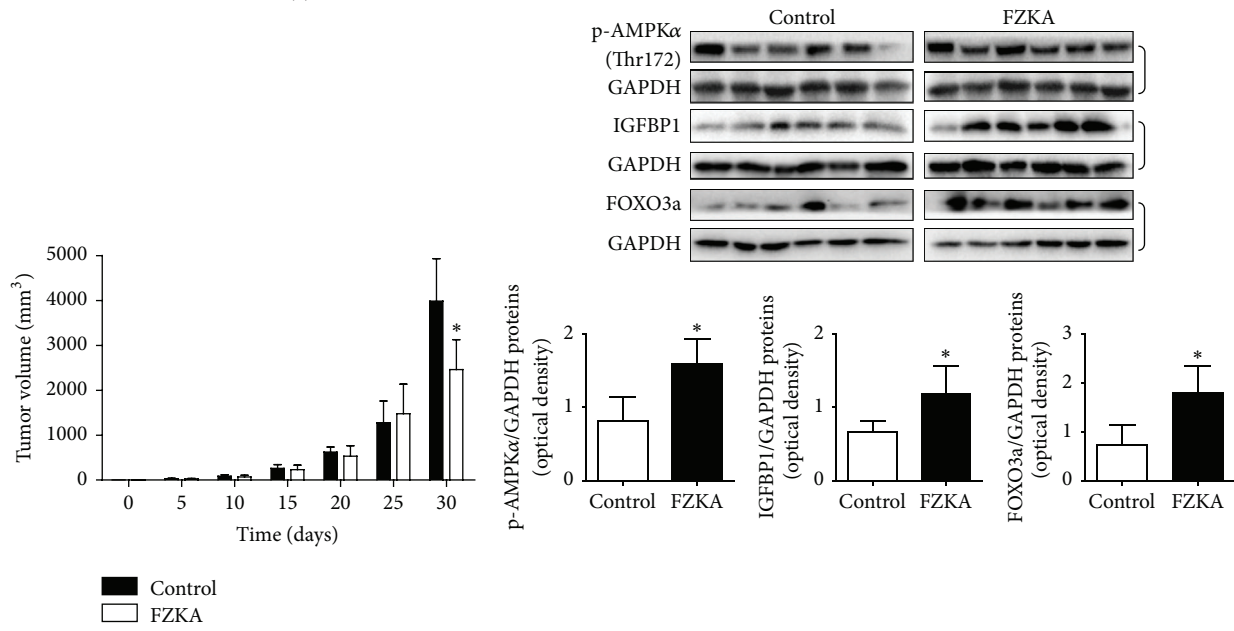 Control FZKA
p-AMPKα
(Thr172)
GAPDH
IGFBP1
GAPDH
FOXO3a
GAPDH
Tumor volume (mm³)
5000
4000
3000
2000
1000
0
*
0 5 10 15 20 25 30
Time (days)
Control
FZKA
p-AMPKα/GAPDH proteins
(optical density)
2
1
0
*
Control FZKA
IGFBP1/GAPDH proteins
(optical density)
2
1
0
*
Control FZKA
FOXO3a/GAPDH proteins
(optical density)
3
2
1
0
*
Control FZKA